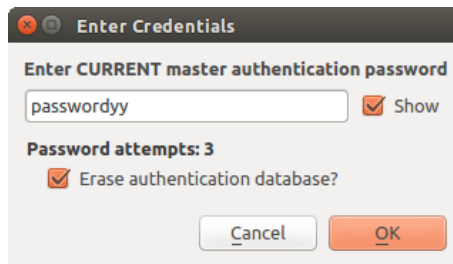 Enter Credentials
Enter CURRENT master authentication password
passwordyy Show
Password attempts: 3
Erase authentication database?
Cancel OK